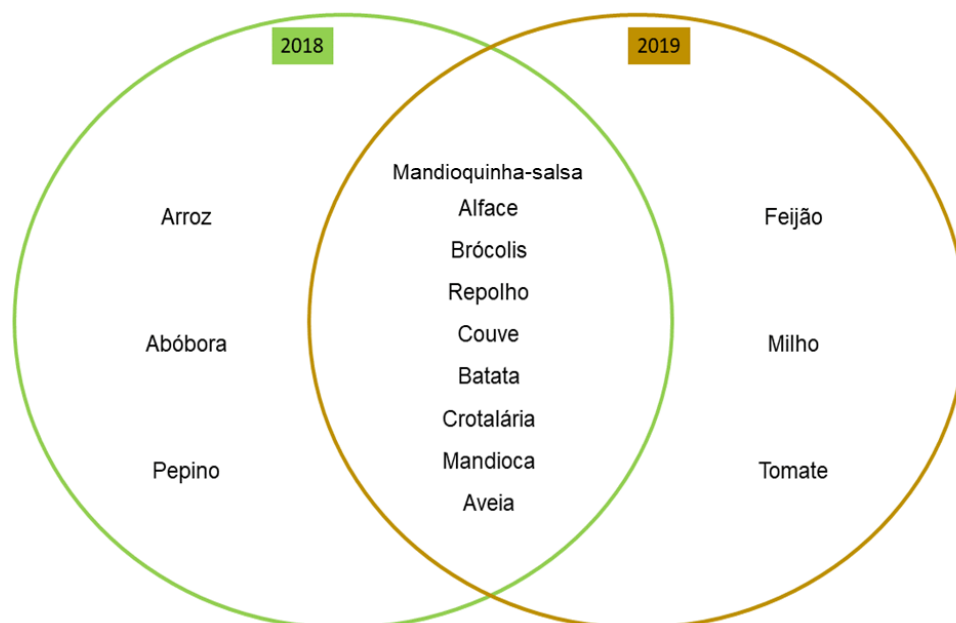 2018
2019
Arroz
Abóbora
Pepino
Mandioquinha-salsa
Alface
Brócolis
Repolho
Couve
Batata
Crotalária
Mandioca
Aveia
Feijão
Milho
Tomate